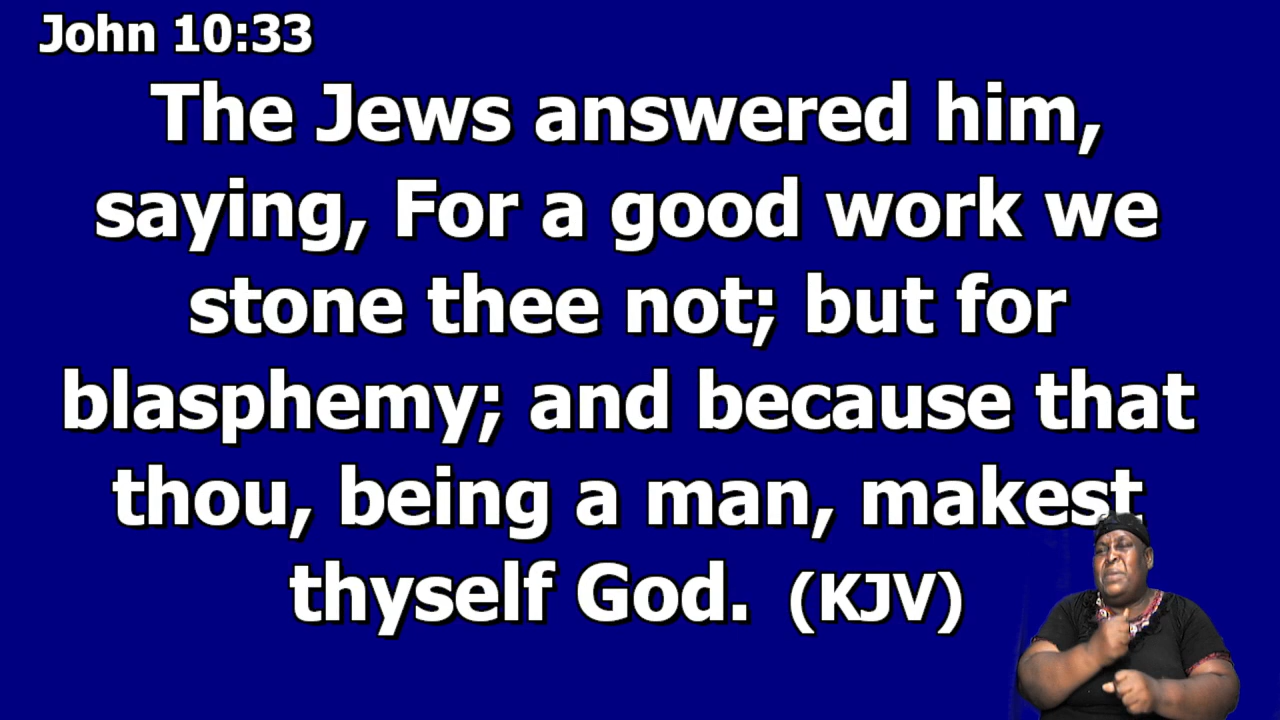 John 10:33
The Jews answered him,
saying, For a good work we
stone thee not; but for
blasphemy; and because that
thou, being a man, makest
thyself God. (KJV)